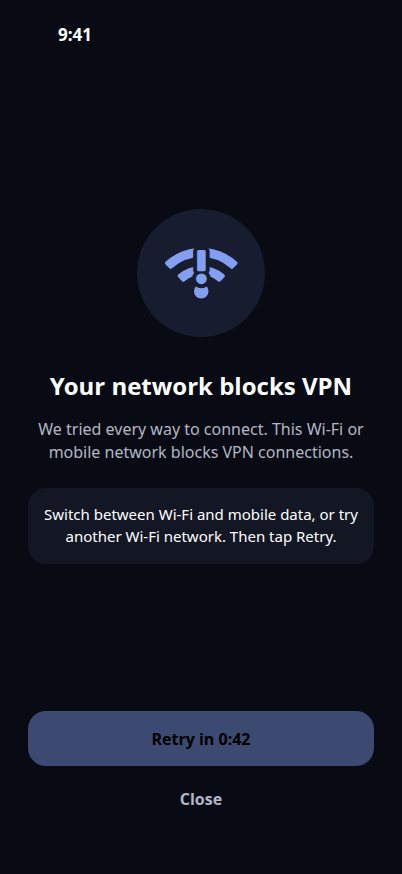 9:41
Your network blocks VPN
We tried every way to connect. This Wi-Fi or
mobile network blocks VPN connections.
Switch between Wi-Fi and mobile data, or try
another Wi-Fi network. Then tap Retry.
Retry in 0:42
Close